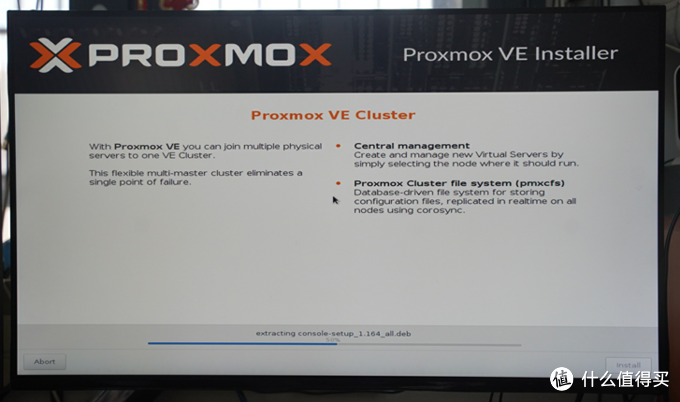 PROXMOX
Proxmox VE Installer
Proxmox VE Cluster
With Proxmox VE you can join multiple physical
servers to one VE Cluster.
This flexible multi-master cluster eliminates a
single point of failure.
• Central management
Create and manage new Virtual Servers by
simply selecting the node where it should run.
• Proxmox Cluster file system (pmxcfs)
Database-driven file system for storing
configuration files, replicated in realtime on all
nodes using corosync.
extracting console-setup_1.164_all.deb
50%
Abort
Install
值 什么值得买